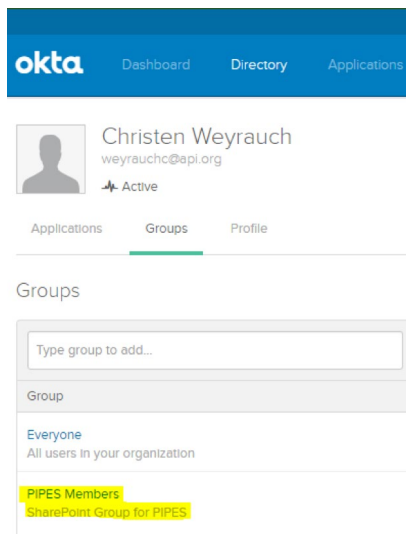 okta Dashboard Directory Applications
Christen Weyrauch
weyrauchc@api.org
Active
Applications Groups Profile
Groups
Type group to add...
Group
Everyone
All users in your organization
PIPES Members
SharePoint Group for PIPES